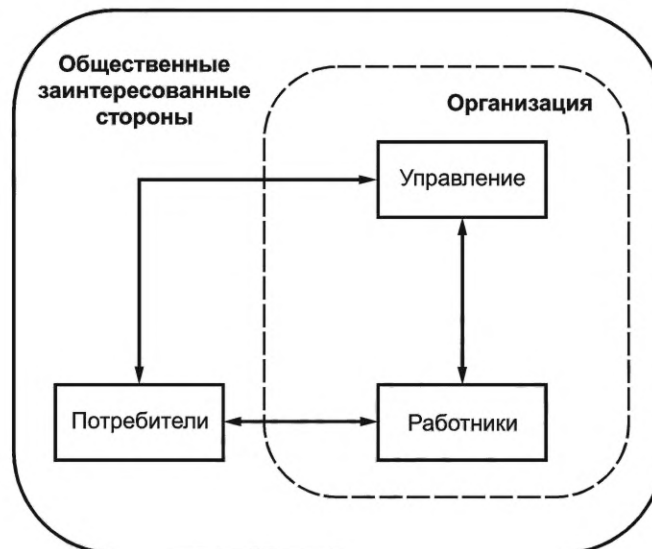 Общественные
заинтересованные
стороны
Организация
Управление
Потребители
Работники